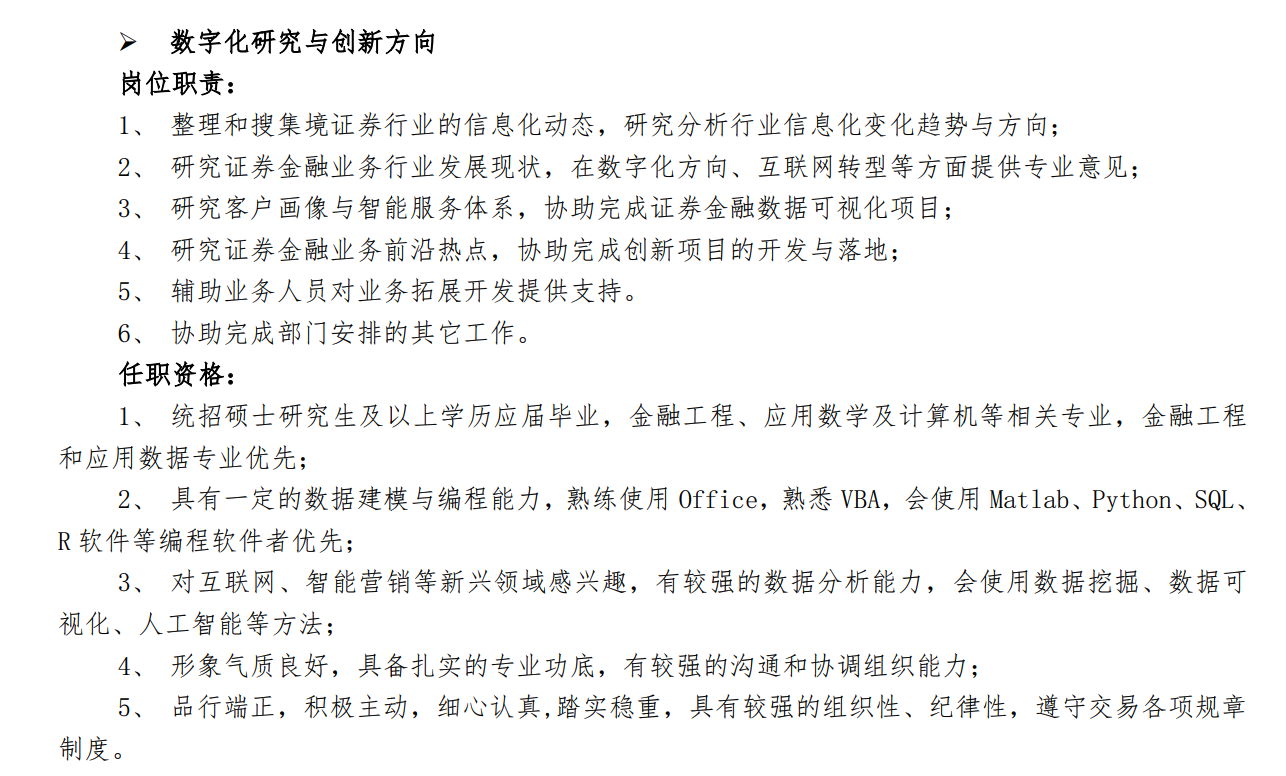 ➢ 数字化研究与创新方向
岗位职责：
1、 整理和搜集境证券行业的信息化动态，研究分析行业信息化变化趋势与方向；
2、 研究证券金融业务行业发展现状，在数字化方向、互联网转型等方面提供专业意见；
3、 研究客户画像与智能服务体系，协助完成证券金融数据可视化项目；
4、 研究证券金融业务前沿热点，协助完成创新项目的开发与落地；
5、 辅助业务人员对业务拓展开发提供支持。
6、 协助完成部门安排的其它工作。
任职资格：
1、 统招硕士研究生及以上学历应届毕业，金融工程、应用数学及计算机等相关专业，金融工程
和应用数据专业优先；
2、 具有一定的数据建模与编程能力，熟练使用 Office，熟悉 VBA，会使用 Matlab、Python、SQL、
R 软件等编程软件者优先；
3、 对互联网、智能营销等新兴领域感兴趣，有较强的数据分析能力，会使用数据挖掘、数据可
视化、人工智能等方法；
4、 形象气质良好，具备扎实的专业功底，有较强的沟通和协调组织能力；
5、 品行端正，积极主动，细心认真,踏实稳重，具有较强的组织性、纪律性，遵守交易各项规章
制度。